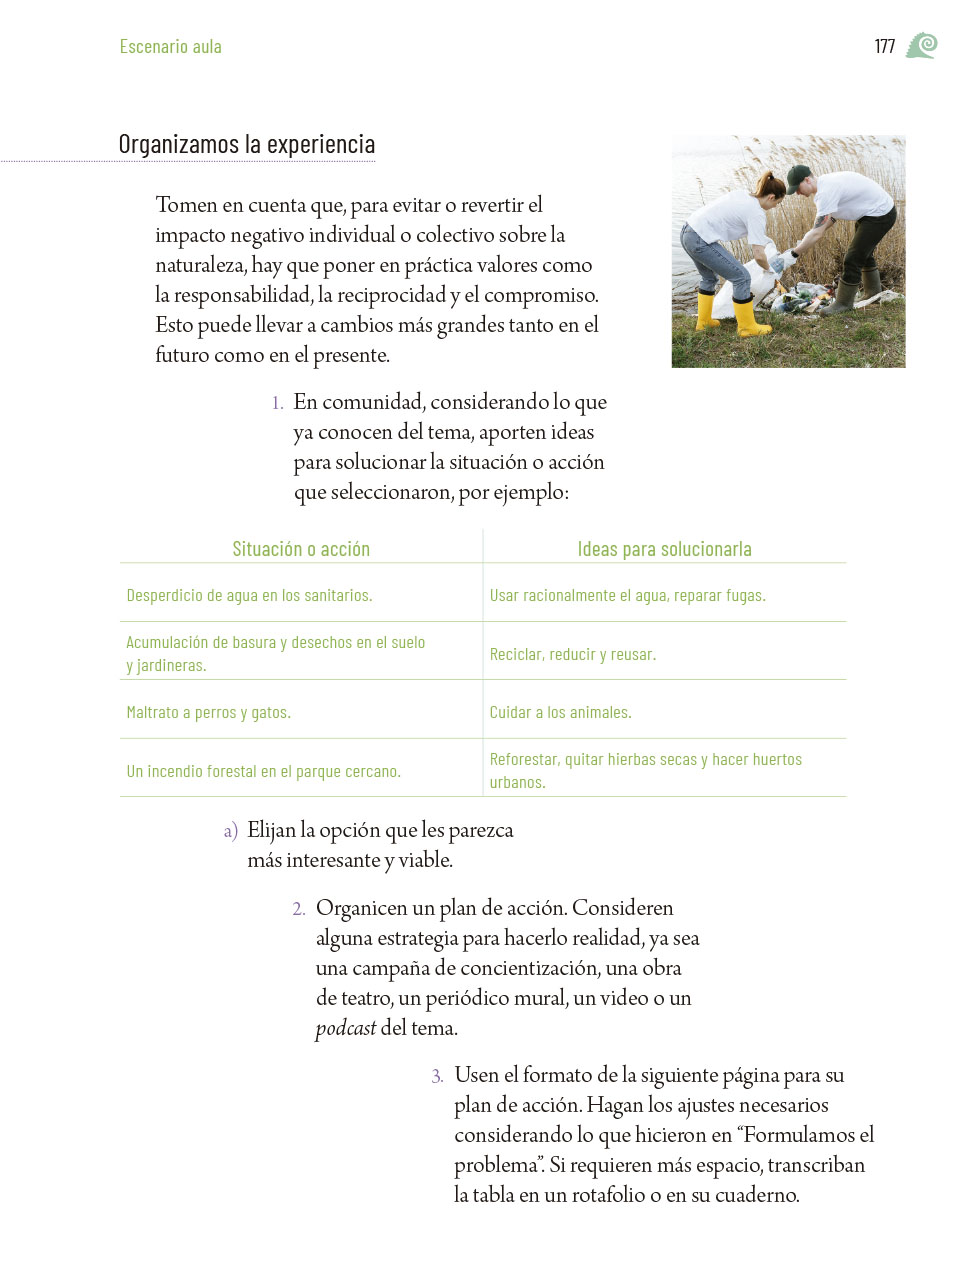 Escenario aula
177
Organizamos la experiencia
Tomen en cuenta que, para evitar o revertir el
impacto negativo individual o colectivo sobre la
naturaleza, hay que poner en práctica valores como
la responsabilidad, la reciprocidad y el compromiso.
Esto puede llevar a cambios más grandes tanto en el
futuro como en el presente.
1. En comunidad, considerando lo que
ya conocen del tema, aporten ideas
para solucionar la situación o acción
que seleccionaron, por ejemplo:
Situación o acción
Ideas para solucionarla
Desperdicio de agua en los sanitarios.
Usar racionalmente el agua, reparar fugas.
Acumulación de basura y desechos en el suelo
y jardineras.
Reciclar, reducir y reusar.
Maltrato a perros y gatos.
Cuidar a los animales.
Un incendio forestal en el parque cercano.
Reforestar, quitar hierbas secas y hacer huertos
urbanos.
a) Elijan la opción que les parezca
más interesante y viable.
2. Organicen un plan de acción. Consideren
alguna estrategia para hacerlo realidad, ya sea
una campaña de concientización, una obra
de teatro, un periódico mural, un video o un
podcast del tema.
3. Usen el formato de la siguiente página para su
plan de acción. Hagan los ajustes necesarios
considerando lo que hicieron en “Formulamos el
problema”. Si requieren más espacio, transcriban
la tabla en un rotafolio o en su cuaderno.